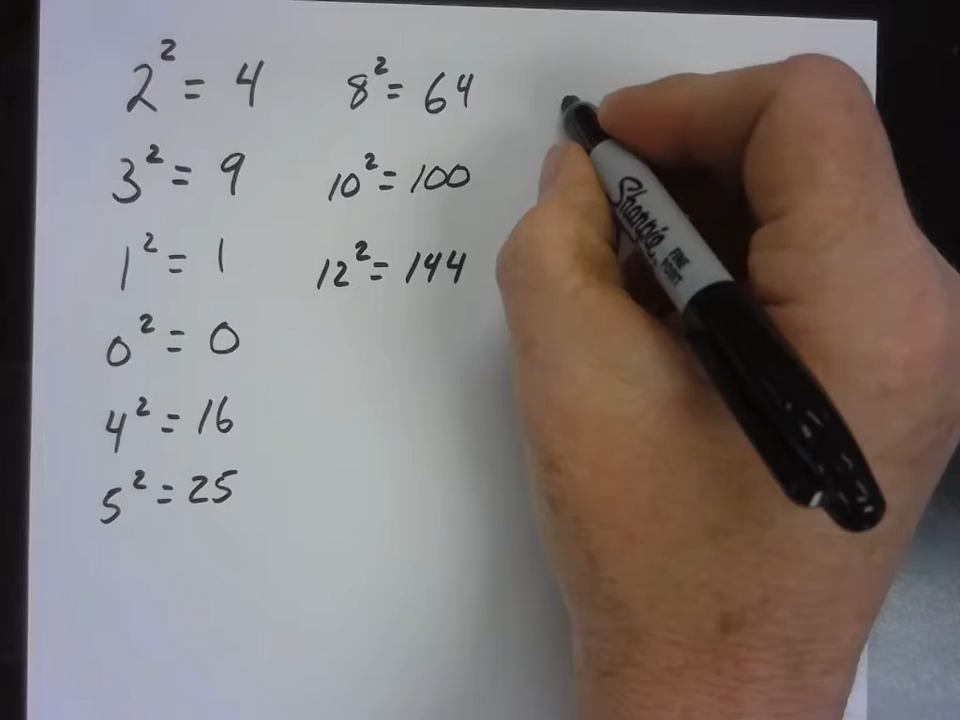 2² = 4
3² = 9
1² = 1
0² = 0
4² = 16
5² = 25
8² = 64
10² = 100
12² = 144
Sharpie
FINE
POINT